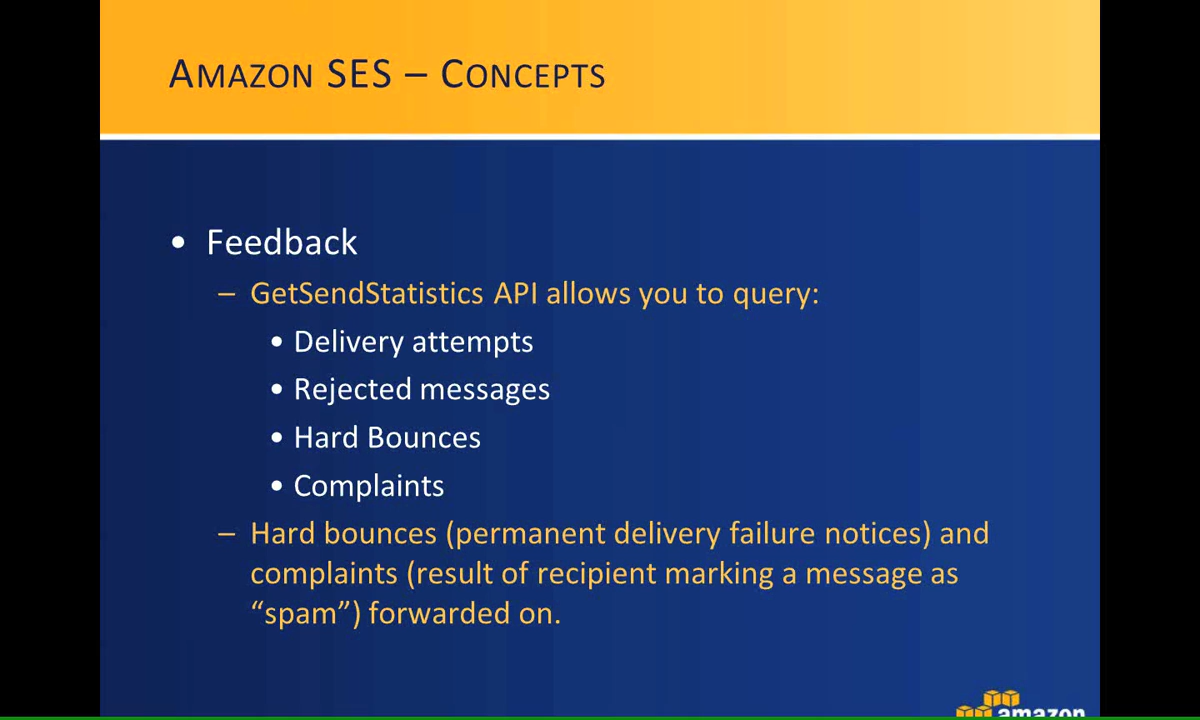 AMAZON SES – CONCEPTS
• Feedback
– GetSendStatistics API allows you to query:
• Delivery attempts
• Rejected messages
• Hard Bounces
• Complaints
– Hard bounces (permanent delivery failure notices) and
complaints (result of recipient marking a message as
“spam”) forwarded on.
amazon